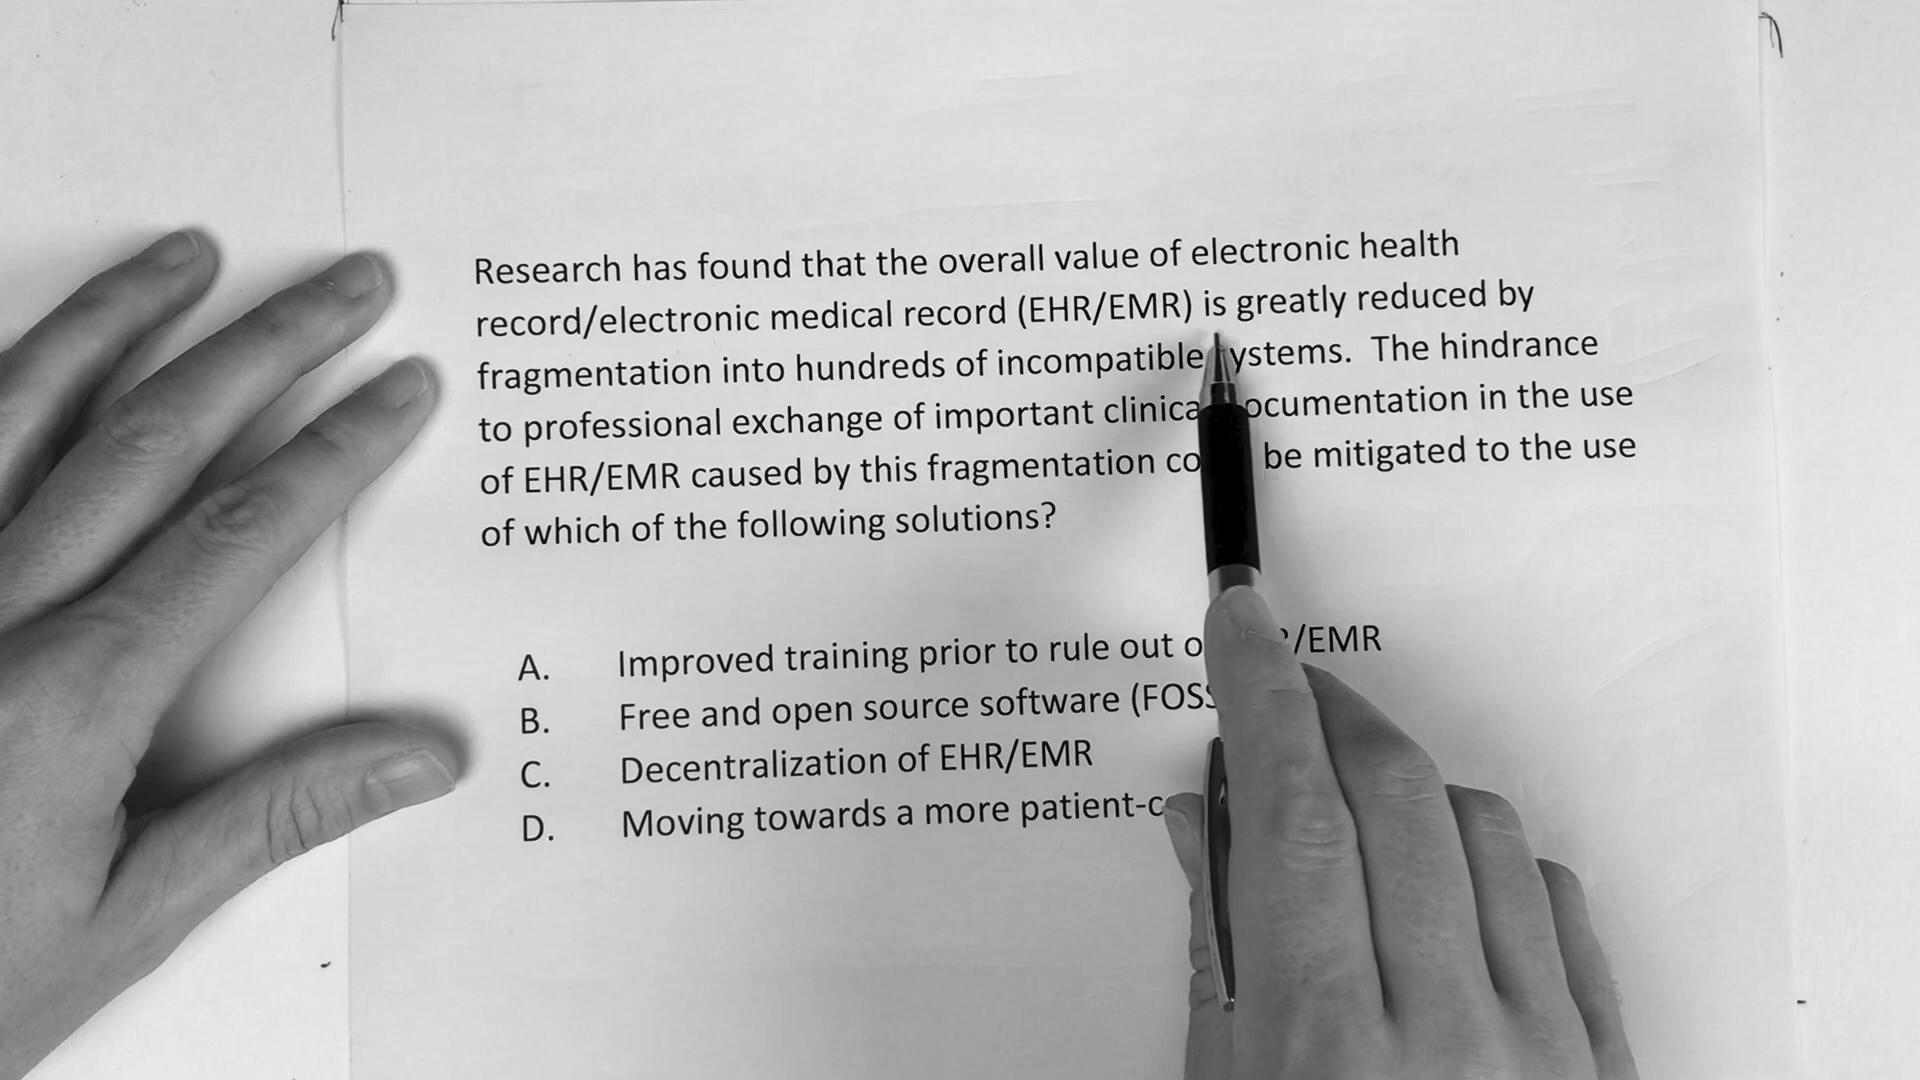 Research has found that the overall value of electronic health
record/electronic medical record (EHR/EMR) is greatly reduced by
fragmentation into hundreds of incompatible ystems. The hindrance
to professional exchange of important clinica ocumentation in the use
of EHR/EMR caused by this fragmentation co be mitigated to the use
of which of the following solutions?
A. Improved training prior to rule out o /EMR
B. Free and open source software (FOSS
C. Decentralization of EHR/EMR
D. Moving towards a more patient-c